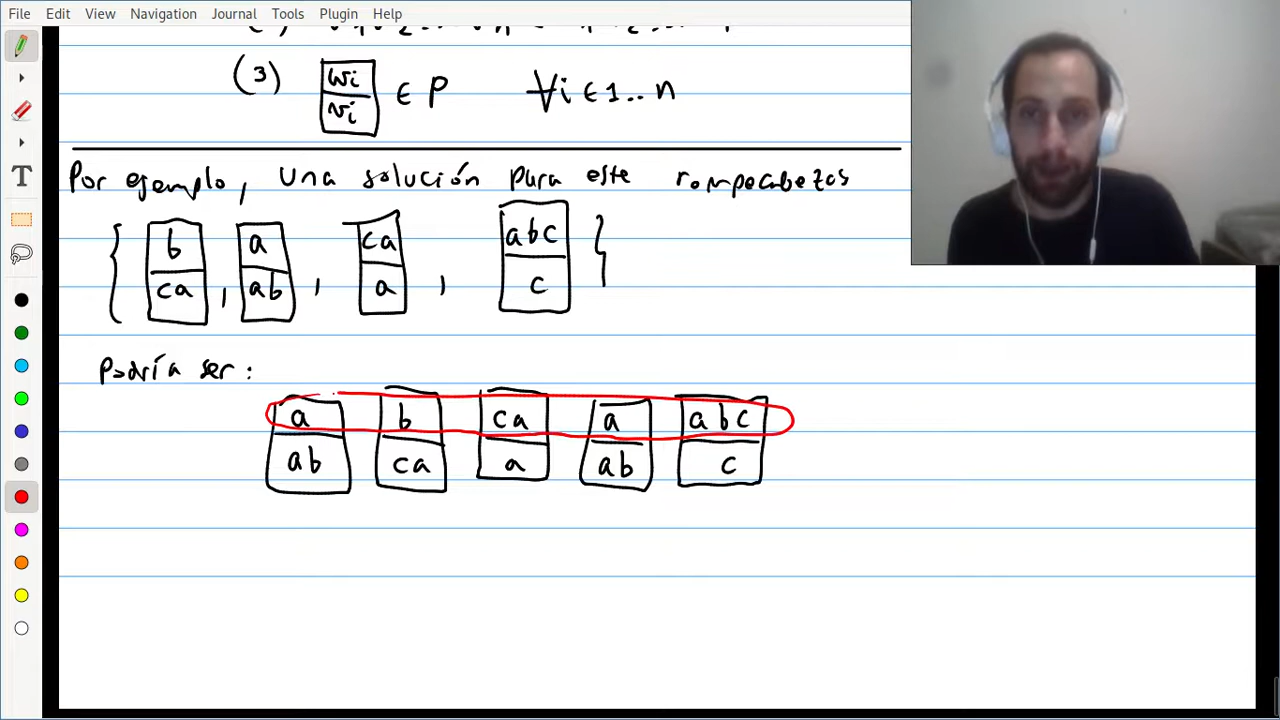 File Edit View Navigation Journal Tools Plugin Help
(3) wi ∈ P ∀i ∈ 1..n
vi
Por ejemplo, una solución para este rompecabezas
{ b , a , ca , abc }
ca ab a c
Podría ser:
a b ca a abc
ab ca a ab c
T